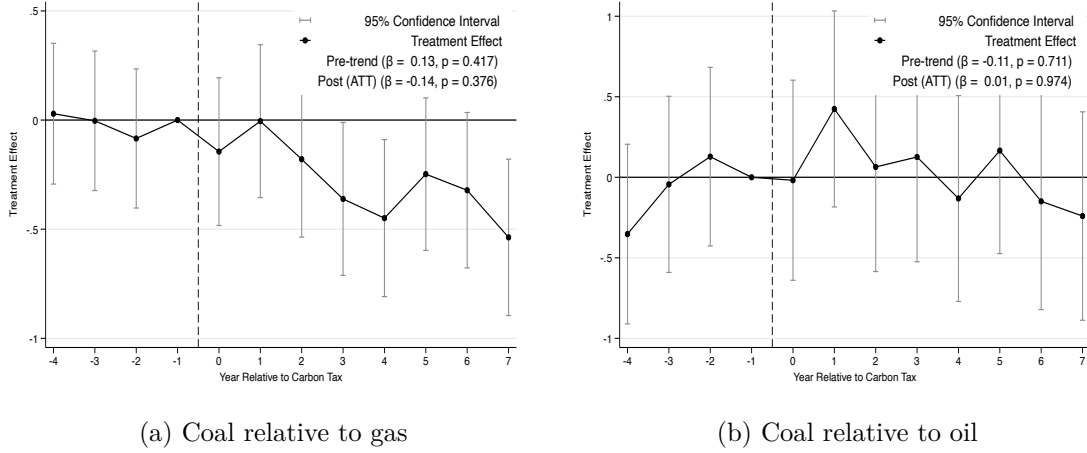 95% Confidence Interval
Treatment Effect
Pre-trend (β = 0.13, p = 0.417)
Post (ATT) (β = -0.14, p = 0.376)
.5
0
-.5
-1
Treatment Effect
-4 -3 -2 -1 0 1 2 3 4 5 6 7
Year Relative to Carbon Tax
(a) Coal relative to gas
95% Confidence Interval
Treatment Effect
Pre-trend (β = -0.11, p = 0.711)
Post (ATT) (β = 0.01, p = 0.974)
1
.5
0
-.5
-1
Treatment Effect
-4 -3 -2 -1 0 1 2 3 4 5 6 7
Year Relative to Carbon Tax
(b) Coal relative to oil